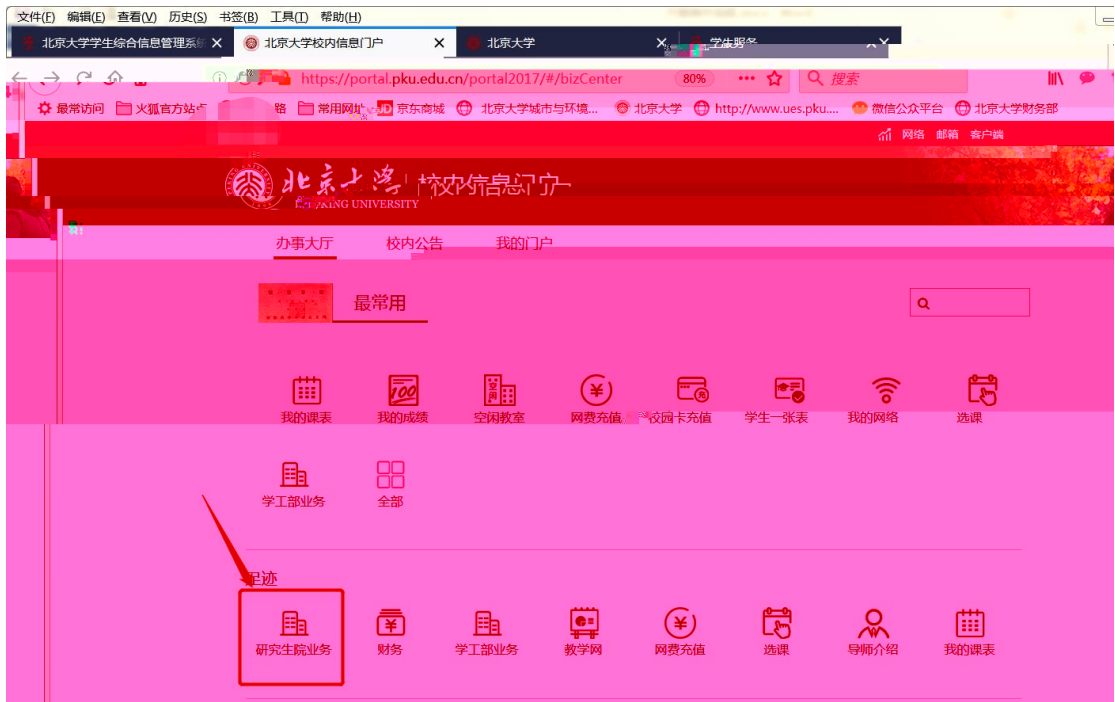 文件(F) 编辑(E) 查看(V) 历史(S) 书签(B) 工具(T) 帮助(H)
北京大学学生综合信息管理系统 北京大学校内信息门户 北京大学 学生服务
https://portal.pku.edu.cn/portal2017/#/bizCenter 80% 搜索
最常访问 火狐官方站点 常用网址 JD 京东商城 北京大学城市与环境... 北京大学 http://www.ues.pku.... 微信公众平台 北京大学财务部
网络 邮箱 客户端
北京大学 校内信息门户
PEKING UNIVERSITY
办事大厅 校内公告 我的门户
最常用
我的课表 我的成绩 空闲教室 网费充值 校园卡充值 学生一张表 我的网络 选课
学工部业务 全部
足迹
研究生院业务 财务 学工部业务 教学网 网费充值 选课 导师介绍 我的课表